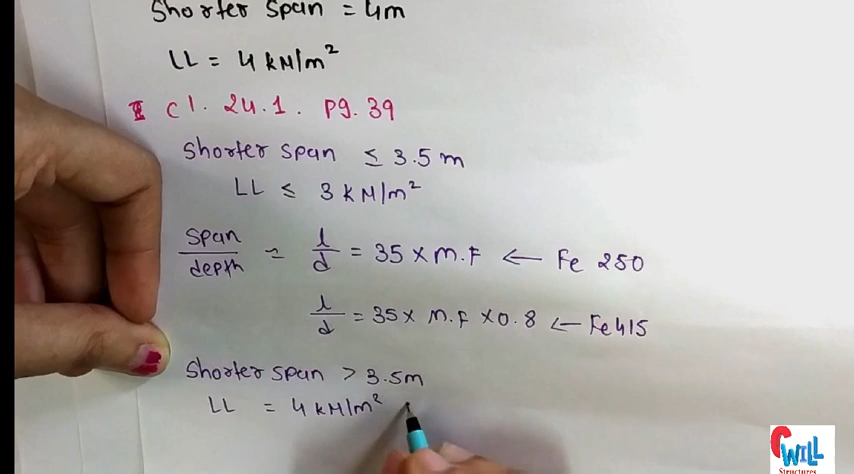 Shorter span = 4m
LL = 4 kN/m²
II cl. 24.1. Pg. 39
Shorter span ≤ 3.5m
LL ≤ 3 kN/m²
span/depth = l/d = 35 × M.F ← Fe 250
l/d = 35 × M.F × 0.8 ← Fe415
Shorter span > 3.5m
LL = 4 kN/m²
CWILL
Structures